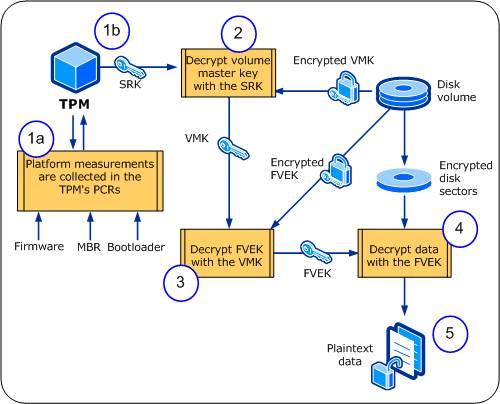 1b
SRK
TPM
2
Decrypt volume
master key
with the SRK
Encrypted VMK
Disk
volume
1a
Platform measurements
are collected in the
TPM's PCRs
Firmware
MBR
Bootloader
VMK
Encrypted
FVEK
Encrypted
disk
sectors
3
Decrypt FVEK
with the VMK
FVEK
4
Decrypt data
with the FVEK
5
Plaintext
data